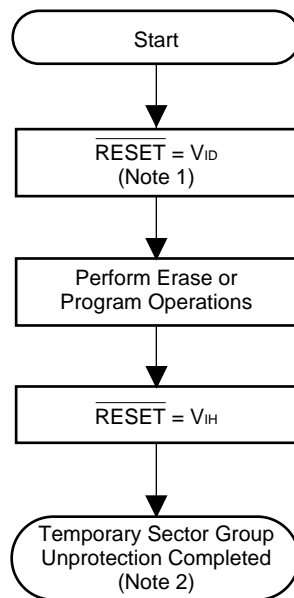 Start
RESET = VID
(Note 1)
Perform Erase or
Program Operations
RESET = VIH
Temporary Sector Group
Unprotection Completed
(Note 2)